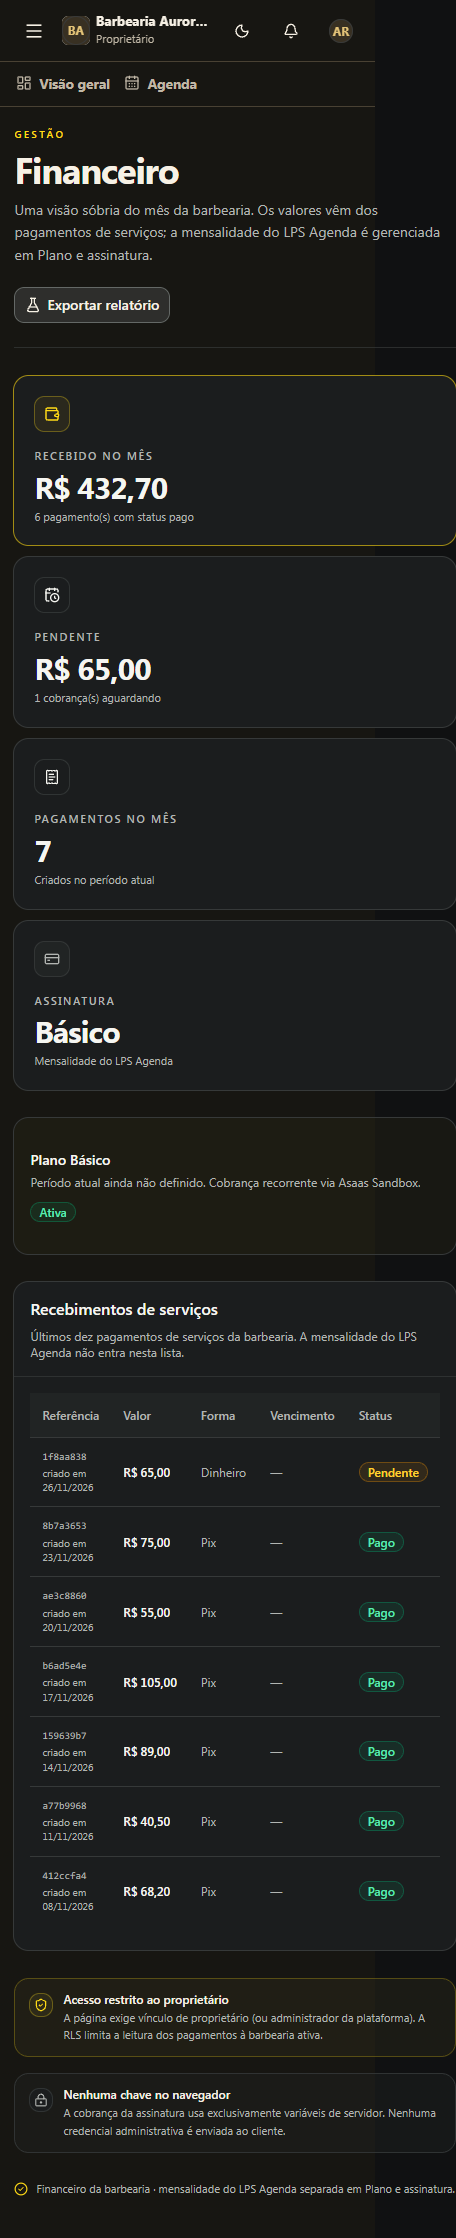 BA
Barbearia Auror...
Proprietário
AR
Visão geral
Agenda
GESTÃO
Financeiro
Uma visão sóbria do mês da barbearia. Os valores vêm dos
pagamentos de serviços; a mensalidade do LPS Agenda é gerenciada
em Plano e assinatura.
Exportar relatório
RECEBIDO NO MÊS
R$ 432,70
6 pagamento(s) com status pago
PENDENTE
R$ 65,00
1 cobrança(s) aguardando
PAGAMENTOS NO MÊS
7
Criados no período atual
ASSINATURA
Básico
Mensalidade do LPS Agenda
Plano Básico
Período atual ainda não definido. Cobrança recorrente via Asaas Sandbox.
Ativa
Recebimentos de serviços
Últimos dez pagamentos de serviços da barbearia. A mensalidade do LPS
Agenda não entra nesta lista.
Referência Valor Forma Vencimento Status
1f8aa838
criado em
26/11/2026
R$ 65,00 Dinheiro — Pendente
8b7a3653
criado em
23/11/2026
R$ 75,00 Pix — Pago
ae3c8860
criado em
20/11/2026
R$ 55,00 Pix — Pago
b6ad5e4e
criado em
17/11/2026
R$ 105,00 Pix — Pago
159639b7
criado em
14/11/2026
R$ 89,00 Pix — Pago
a77b9968
criado em
11/11/2026
R$ 40,50 Pix — Pago
412ccfa4
criado em
08/11/2026
R$ 68,20 Pix — Pago
Acesso restrito ao proprietário
A página exige vínculo de proprietário (ou administrador da plataforma). A
RLS limita a leitura dos pagamentos à barbearia ativa.
Nenhuma chave no navegador
A cobrança da assinatura usa exclusivamente variáveis de servidor. Nenhuma
credencial administrativa é enviada ao cliente.
Financeiro da barbearia · mensalidade do LPS Agenda separada em Plano e assinatura.